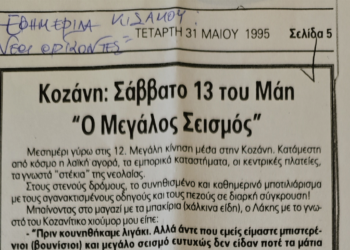 ΕΦΗΜΕΡΙΔΑ ΚΙΣΑΜΟΥ
ΝΕΟΙ ΟΡΙΖΟΝΤΕΣ
ΤΕΤΑΡΤΗ 31 ΜΑΙΟΥ 1995 Σελίδα 5
Κοζάνη: Σάββατο 13 του Μάη
"Ο Μεγάλος Σεισμός"
Μεσημέρι γύρω στις 12. Μεγάλη κίνηση μέσα στην Κοζάνη. Κατάμεστη
από κόσμο η λαϊκή αγορά, τα εμπορικά καταστήματα, οι κεντρικές πλατείες,
τα γνωστά "στέκια" της νεολαίας.
Στους στενούς δρόμους, το συνηθισμένο και καθημερινό μποτιλιάρισμα
με τους αγανακτισμένους οδηγούς και τους πεζούς σε διαρκή σύγκρουση!
Μπαίνοντας στο μαγαζί με τα μπακίρια (χάλκινα είδη), ο Λάκης με το γνω-
στό του Κοζανίτικο χιούμορ μου είπε:
- "Πριν κουνηθήκαμε λιγάκι. Αλλά άντε που εμείς είμαστε μπιστερέ-
νιοι (βουνίσιοι) και μεγάλο σεισμό ευτυχώς δεν είδαν ποτέ τα μάτια